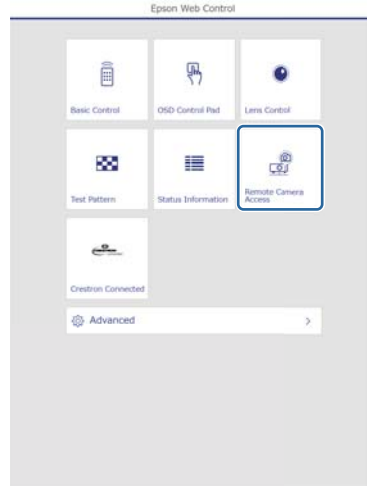 Epson Web Control
Basic Control
OSD Control Pad
Lens Control
Test Pattern
Status Information
Remote Camera
Access
CRESTRON
Crestron Connected
Advanced